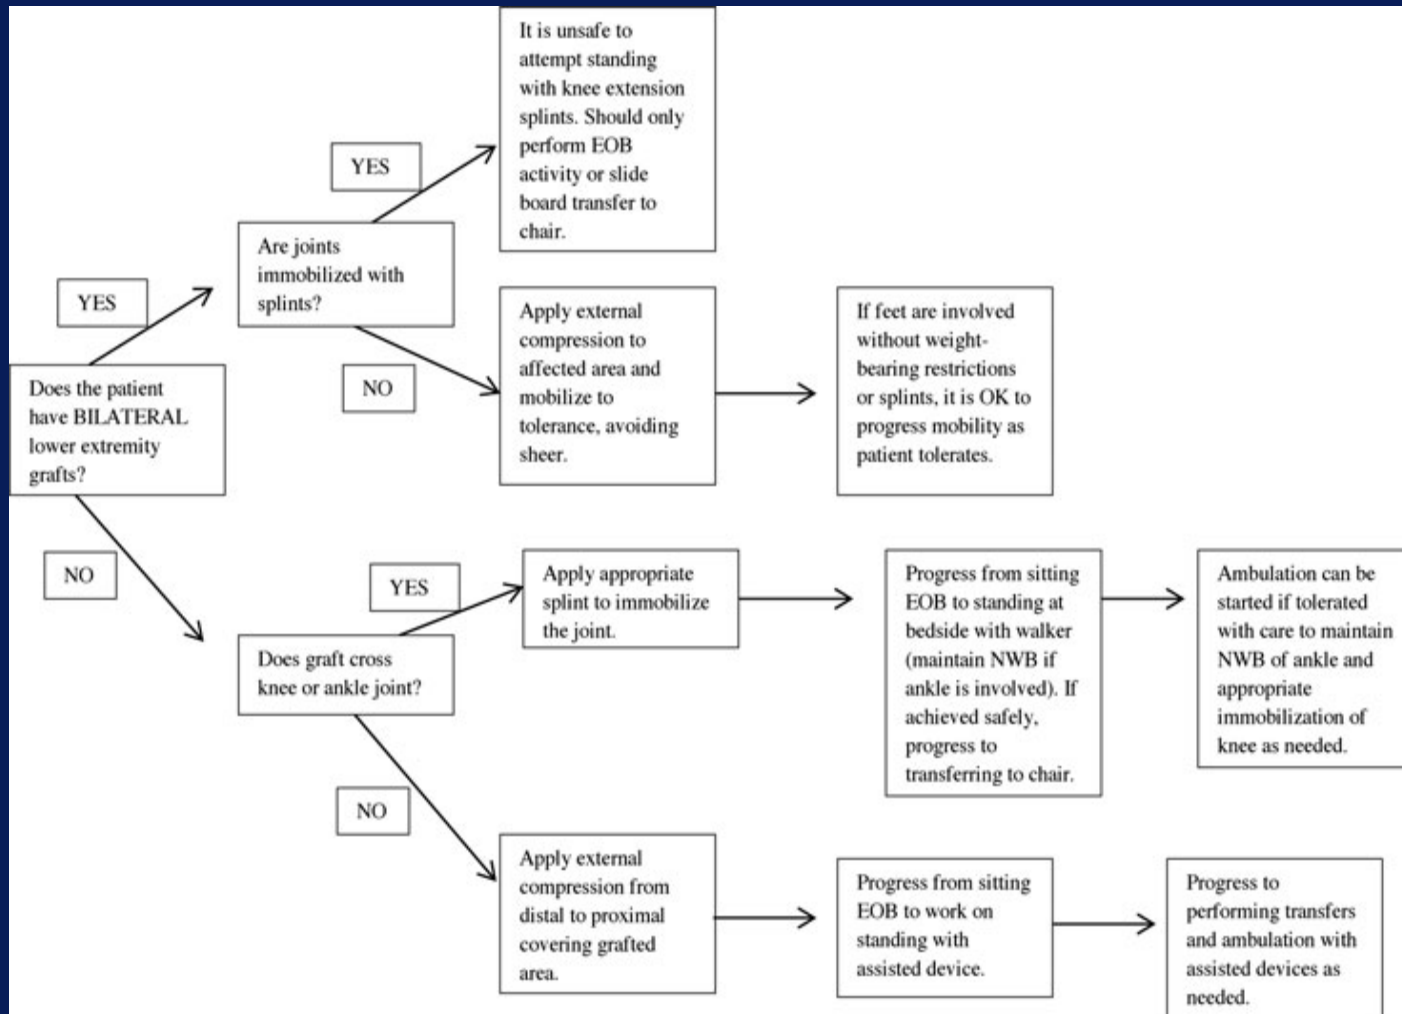 Does the patient
have BILATERAL
lower extremity
grafts?
YES
Are joints
immobilized with
splints?
YES
It is unsafe to
attempt standing
with knee extension
splints. Should only
perform EOB
activity or slide
board transfer to
chair.
NO
Apply external
compression to
affected area and
mobilize to
tolerance, avoiding
sheer.
If feet are involved
without weight-
bearing restrictions
or splints, it is OK to
progress mobility as
patient tolerates.
NO
Does graft cross
knee or ankle joint?
YES
Apply appropriate
splint to immobilize
the joint.
Progress from sitting
EOB to standing at
bedside with walker
(maintain NWB if
ankle is involved). If
achieved safely,
progress to
transferring to chair.
Ambulation can be
started if tolerated
with care to maintain
NWB of ankle and
appropriate
immobilization of
knee as needed.
NO
Apply external
compression from
distal to proximal
covering grafted
area.
Progress from sitting
EOB to work on
standing with
assisted device.
Progress to
performing transfers
and ambulation with
assisted devices as
needed.